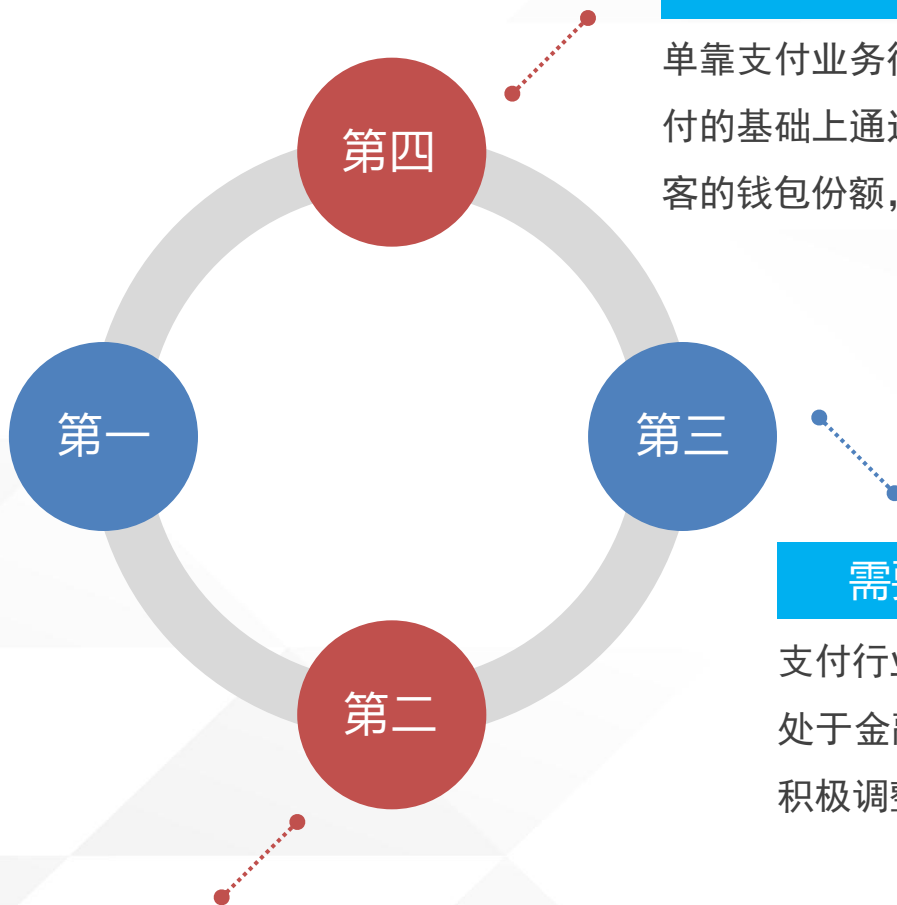 单靠支付业务
付的基础上通
客的钱包份额，
第四
第一
第三
需
支付行
处于金
积极调
第二